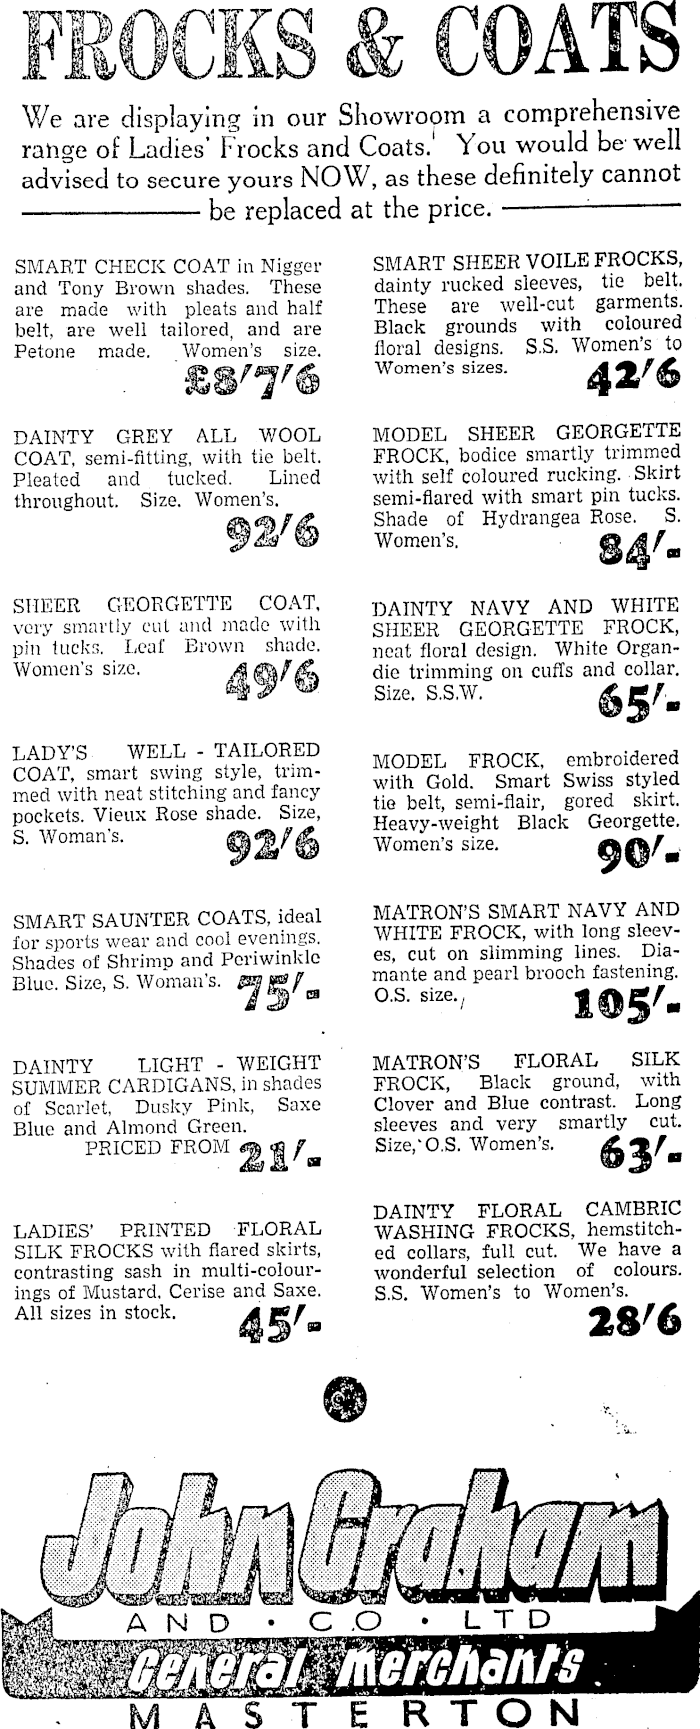 FROCKS & COATS
We are displaying in our Showroom a comprehensive
range of Ladies' Frocks and Coats. You would be well
advised to secure yours NOW, as these definitely cannot
be replaced at the price.
SMART CHECK COAT in Nigger
and Tony Brown shades. These
are made with pleats and half
belt, are well tailored, and are
Petone made. Women's size.
£8'7'6
DAINTY GREY ALL WOOL
COAT, semi-fitting, with tie belt.
Pleated and tucked. Lined
throughout. Size, Women's.
92'6
SHEER GEORGETTE COAT,
very smartly cut and made with
pin tucks. Leaf Brown shade.
Women's size.
49'6
LADY'S WELL - TAILORED
COAT, smart swing style, trim-
med with neat stitching and fancy
pockets. Vieux Rose shade. Size,
S. Woman's.
92'6
SMART SAUNTER COATS, ideal
for sports wear and cool evenings.
Shades of Shrimp and Periwinkle
Blue. Size, S. Woman's.
75'-
DAINTY LIGHT - WEIGHT
SUMMER CARDIGANS, in shades
of Scarlet, Dusky Pink, Saxe
Blue and Almond Green.
PRICED FROM 21'-
LADIES' PRINTED FLORAL
SILK FROCKS with flared skirts,
contrasting sash in multi-colour-
ings of Mustard, Cerise and Saxe.
All sizes in stock.
45'-
SMART SHEER VOILE FROCKS,
dainty rucked sleeves, tie belt.
These are well-cut garments.
Black grounds with coloured
floral designs. S.S. Women's to
Women's sizes.
42'6
MODEL SHEER GEORGETTE
FROCK, bodice smartly trimmed
with self coloured rucking. Skirt
semi-flared with smart pin tucks.
Shade of Hydrangea Rose. S.
Women's.
84'-
DAINTY NAVY AND WHITE
SHEER GEORGETTE FROCK,
neat floral design. White Organ-
die trimming on cuffs and collar.
Size, S.S.W.
65'-
MODEL FROCK, embroidered
with Gold. Smart Swiss styled
tie belt, semi-flair, gored skirt.
Heavy-weight Black Georgette.
Women's size.
90'-
MATRON'S SMART NAVY AND
WHITE FROCK, with long sleev-
es, cut on slimming lines. Dia-
mante and pearl brooch fastening.
O.S. size.
105'-
MATRON'S FLORAL SILK
FROCK, Black ground, with
Clover and Blue contrast. Long
sleeves and very smartly cut.
Size, O.S. Women's.
63'-
DAINTY FLORAL CAMBRIC
WASHING FROCKS, hemstitch-
ed collars, full cut. We have a
wonderful selection of colours.
S.S. Women's to Women's.
28'6
John Graham
AND · CO · LTD
General Merchants
MASTERTON